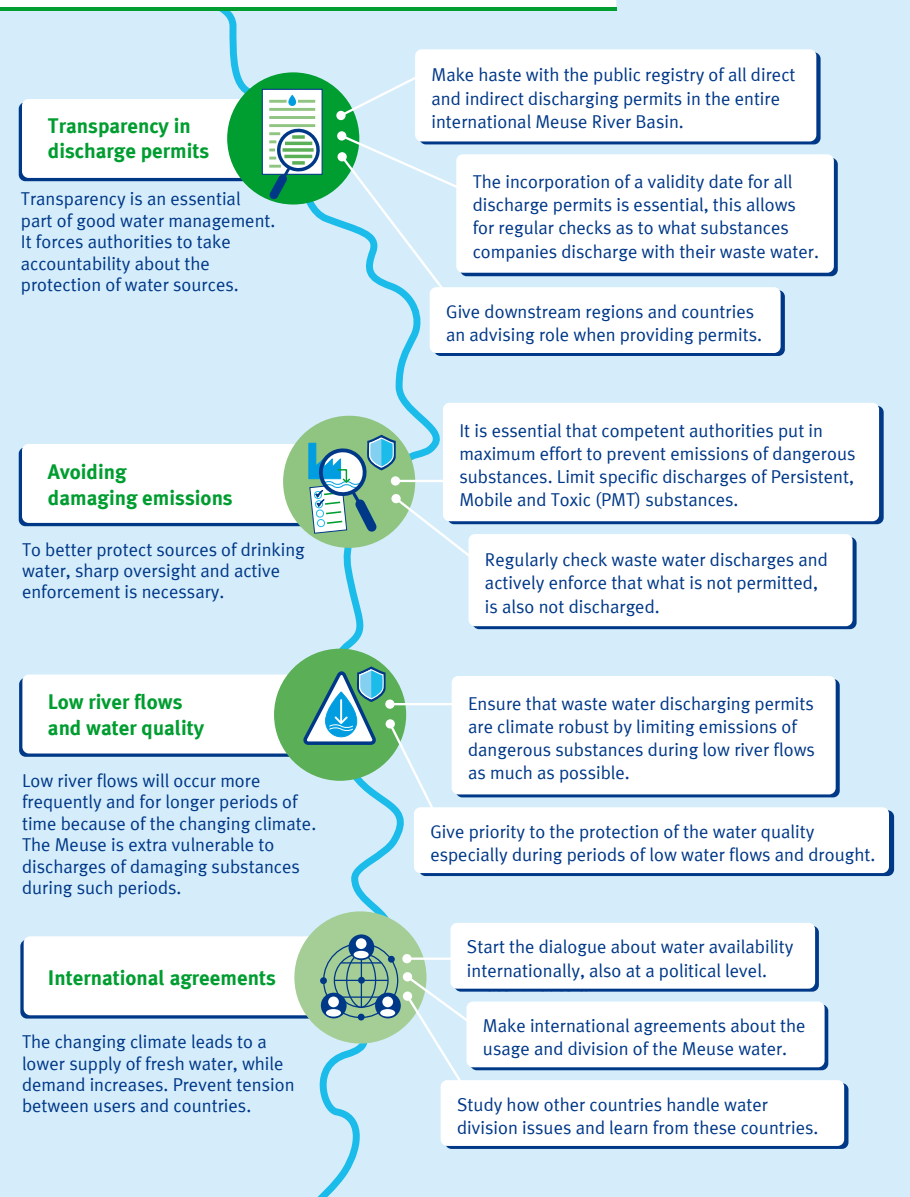 Transparency in
discharge permits
Transparency is an essential
part of good water management.
It forces authorities to take
accountability about the
protection of water sources.
Make haste with the public registry of all direct
and indirect discharging permits in the entire
international Meuse River Basin.
The incorporation of a validity date for all
discharge permits is essential, this allows
for regular checks as to what substances
companies discharge with their waste water.
Give downstream regions and countries
an advising role when providing permits.
Avoiding
damaging emissions
To better protect sources of drinking
water, sharp oversight and active
enforcement is necessary.
It is essential that competent authorities put in
maximum effort to prevent emissions of dangerous
substances. Limit specific discharges of Persistent,
Mobile and Toxic (PMT) substances.
Regularly check waste water discharges and
actively enforce that what is not permitted,
is also not discharged.
Low river flows
and water quality
Low river flows will occur more
frequently and for longer periods of
time because of the changing climate.
The Meuse is extra vulnerable to
discharges of damaging substances
during such periods.
Ensure that waste water discharging permits
are climate robust by limiting emissions of
dangerous substances during low river flows
as much as possible.
Give priority to the protection of the water quality
especially during periods of low water flows and drought.
International agreements
The changing climate leads to a
lower supply of fresh water, while
demand increases. Prevent tension
between users and countries.
Start the dialogue about water availability
internationally, also at a political level.
Make international agreements about the
usage and division of the Meuse water.
Study how other countries handle water
division issues and learn from these countries.